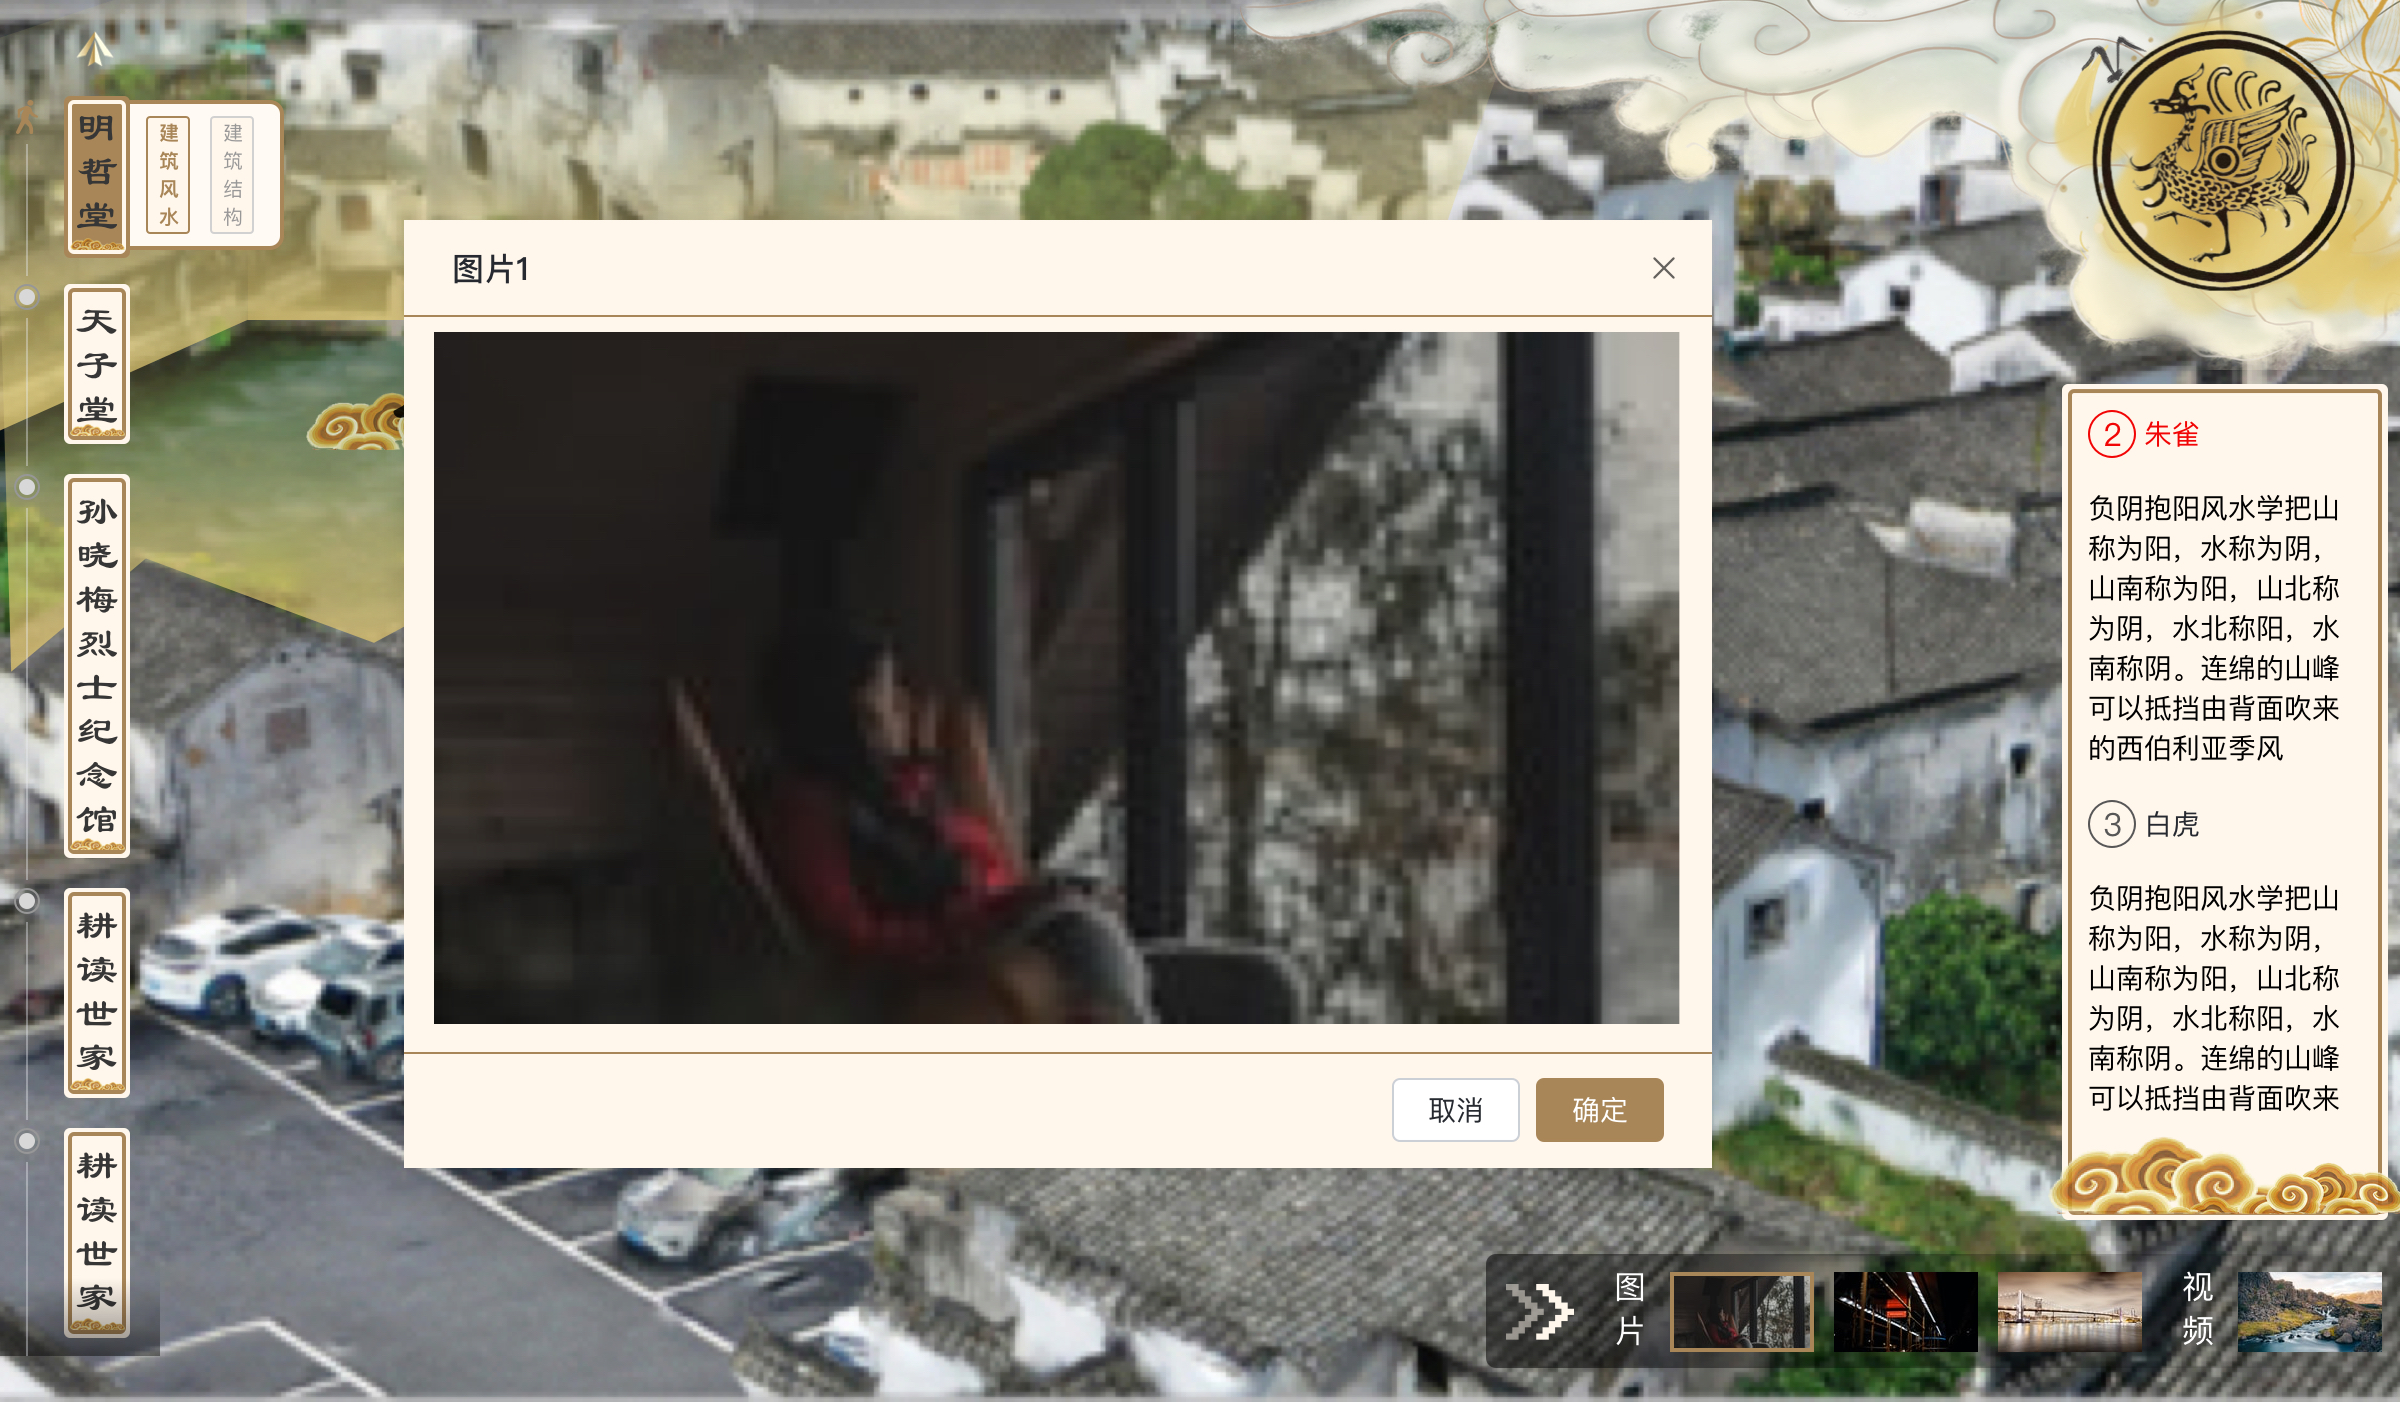 明哲堂
建筑风水
建筑结构
天子堂
孙晓梅烈士纪念馆
耕读世家
耕读世家
图片1
取消
确定
2 朱雀
负阴抱阳风水学把山
称为阳，水称为阴，
山南称为阳，山北称
为阴，水北称阳，水
南称阴。连绵的山峰
可以抵挡由背面吹来
的西伯利亚季风
3 白虎
负阴抱阳风水学把山
称为阳，水称为阴，
山南称为阳，山北称
为阴，水北称阳，水
南称阴。连绵的山峰
可以抵挡由背面吹来
图片
视频